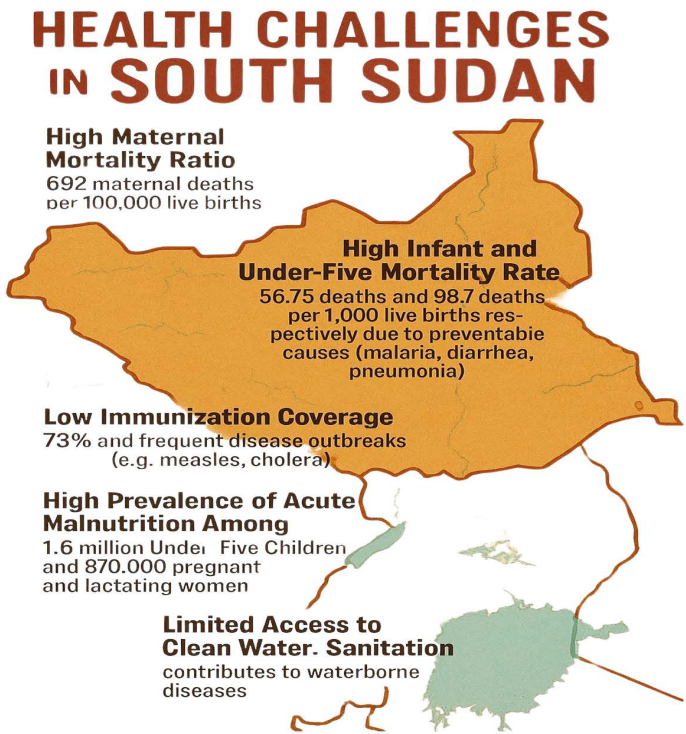 HEALTH CHALLENGES
IN SOUTH SUDAN
High Maternal
Mortality Ratio
692 maternal deaths
per 100,000 live births
High Infant and
Under-Five Mortality Rate
56.75 deaths and 98.7 deaths
per 1,000 live births res-
pectively due to preventabie
causes (malaria, diarrhea,
pneumonia)
Low Immunization Coverage
73% and frequent disease outbreaks
(e.g. measles, cholera)
High Prevalence of Acute
Malnutrition Among
1.6 million Under Five Children
and 870.000 pregnant
and lactating women
Limited Access to
Clean Water. Sanitation
contributes to waterborne
diseases